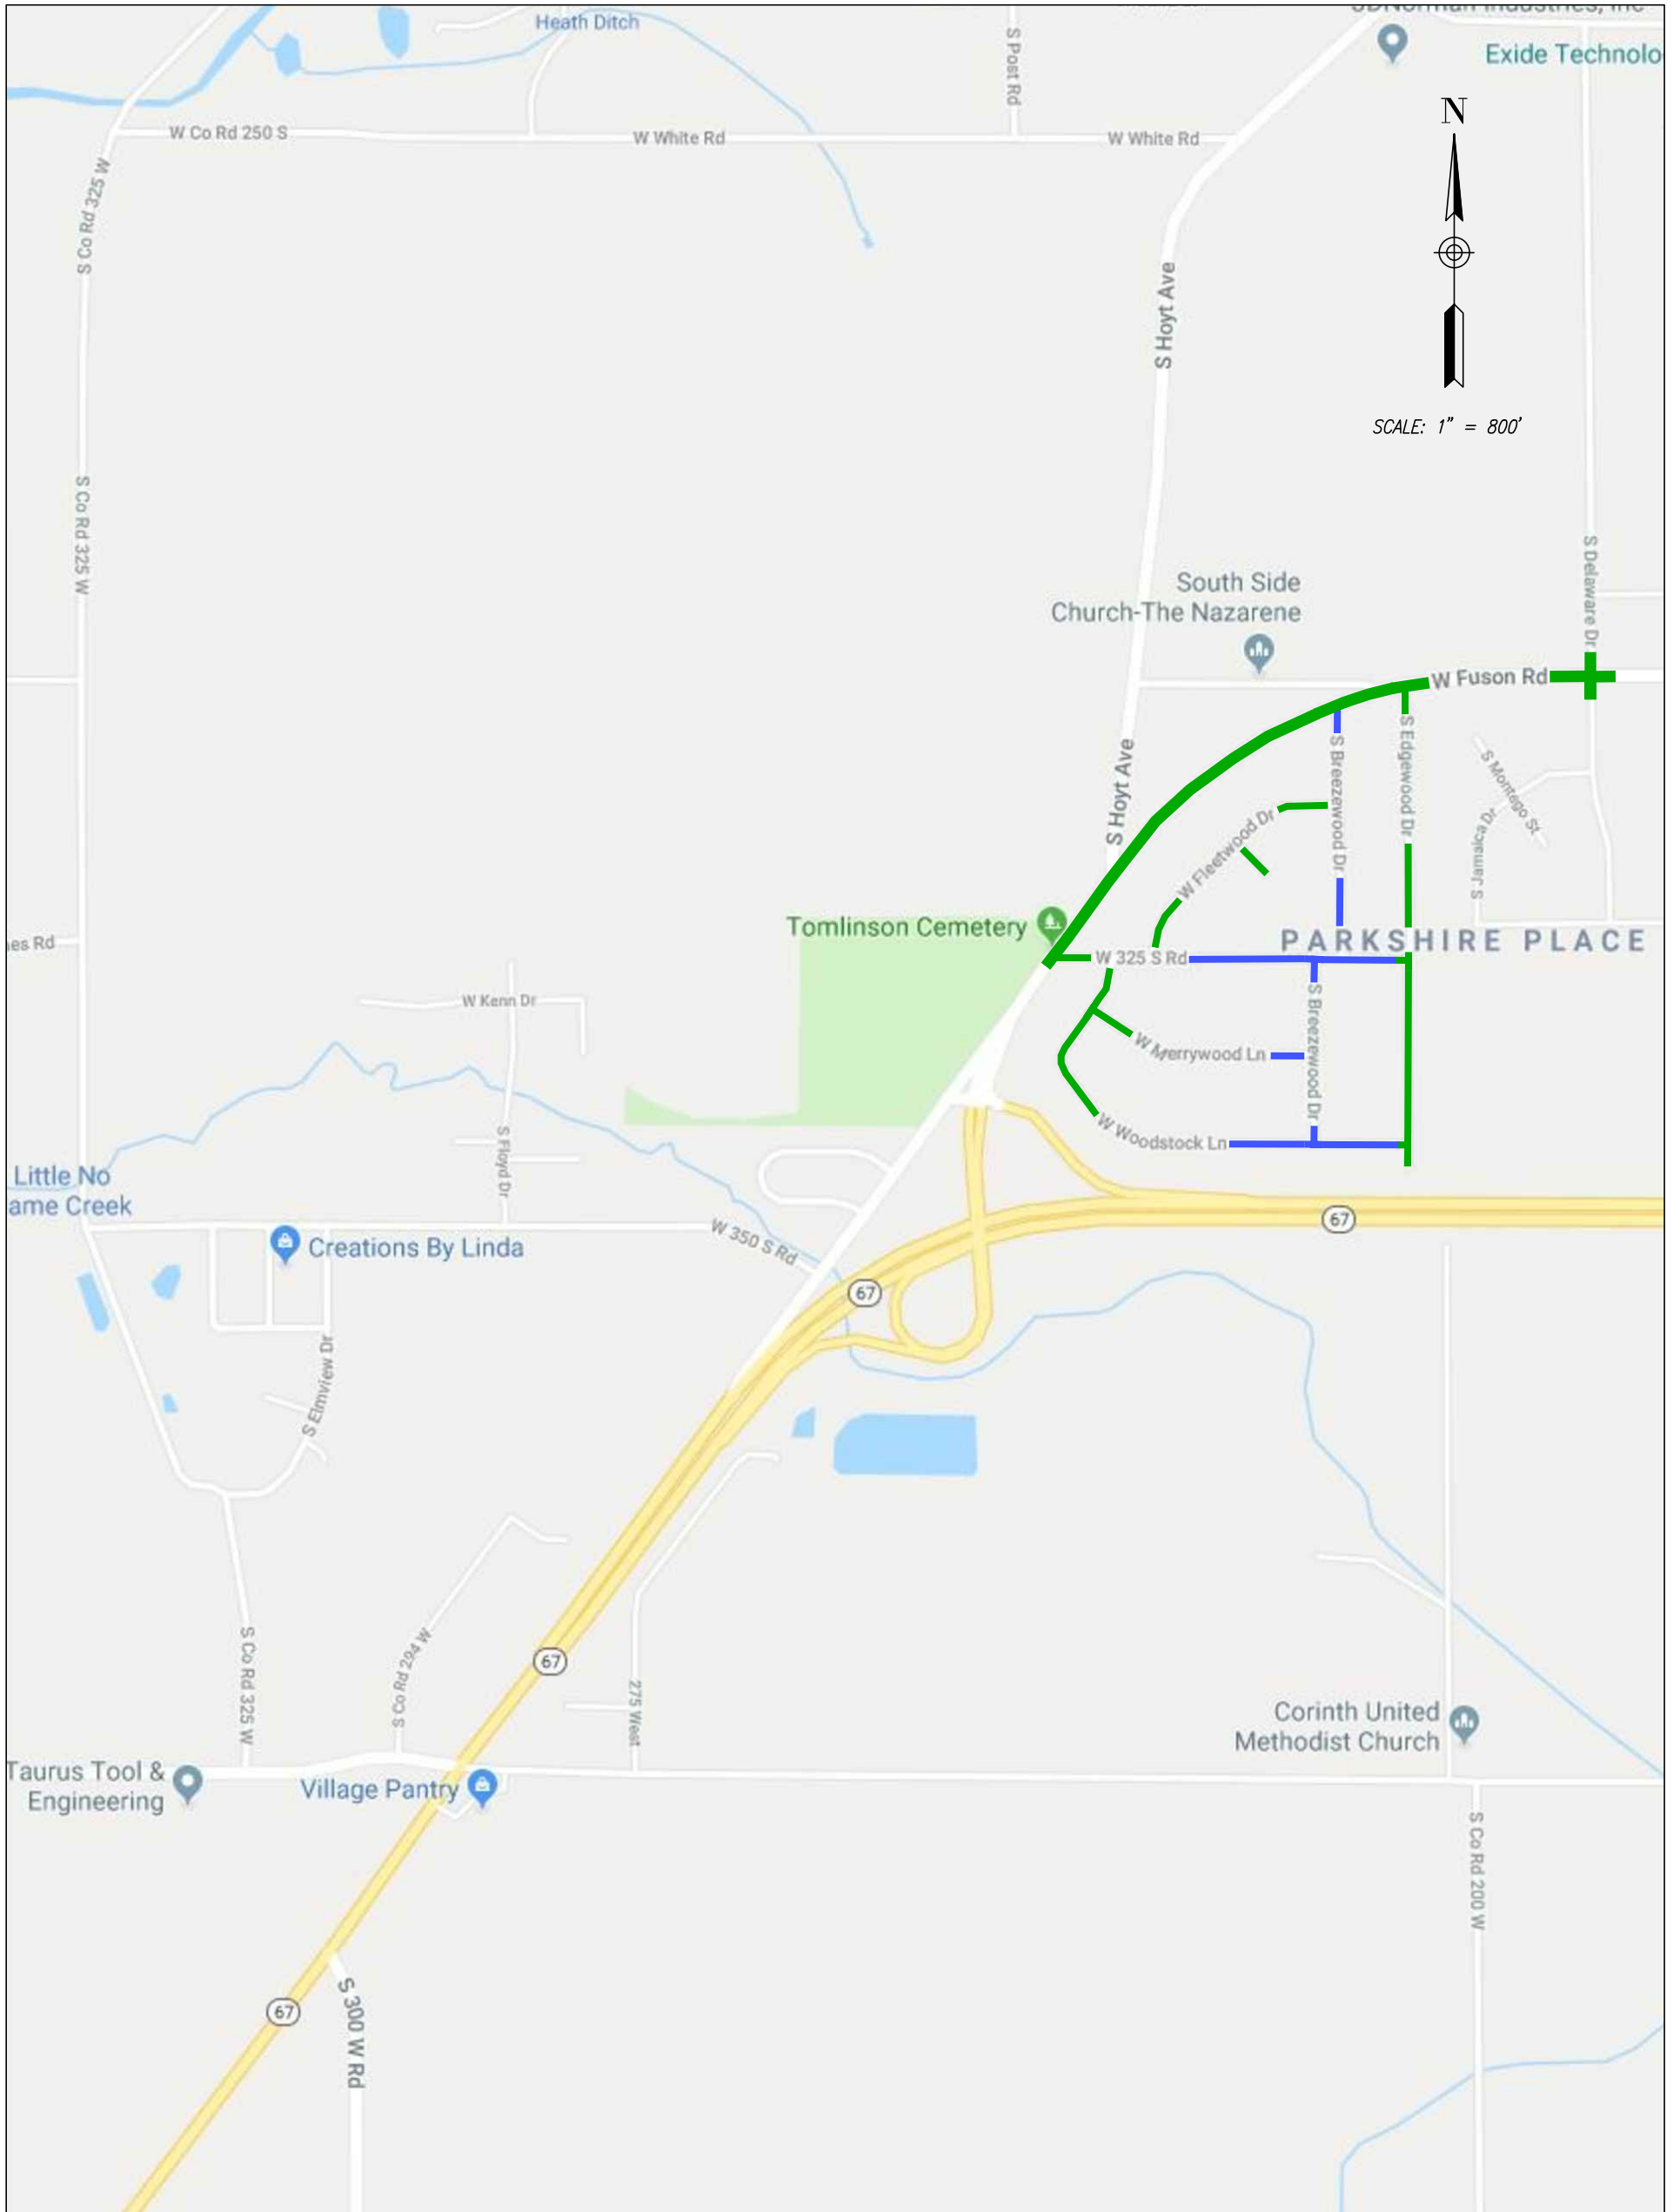 Heath Ditch
S Post Rd
Exide Technolo
N
W Co Rd 250 S
W White Rd
W White Rd
S Co Rd 325 W
S Hoyt Ave
SCALE: 1" = 800'
S Co Rd 325 W
S Delaware Dr
South Side
Church-The Nazarene
W Fuson Rd
S Hoyt Ave
S Breezewood Dr
S Edgewood Dr
S Montego St
S Jamaica Dr
W Fleetwood Dr
Tomlinson Cemetery
es Rd
W 325 S Rd
PARKSHIRE PLACE
W Kenn Dr
S Breezewood Dr
W Merrywood Ln
W Woodstock Ln
S Floyd Dr
Little No
ame Creek
Creations By Linda
W 350 S Rd
67
67
S Elmview Dr
S Co Rd 325 W
S Co Rd 294 W
67
275 West
Corinth United
Methodist Church
Taurus Tool &
Engineering
Village Pantry
S Co Rd 200 W
67
S 300 W Rd